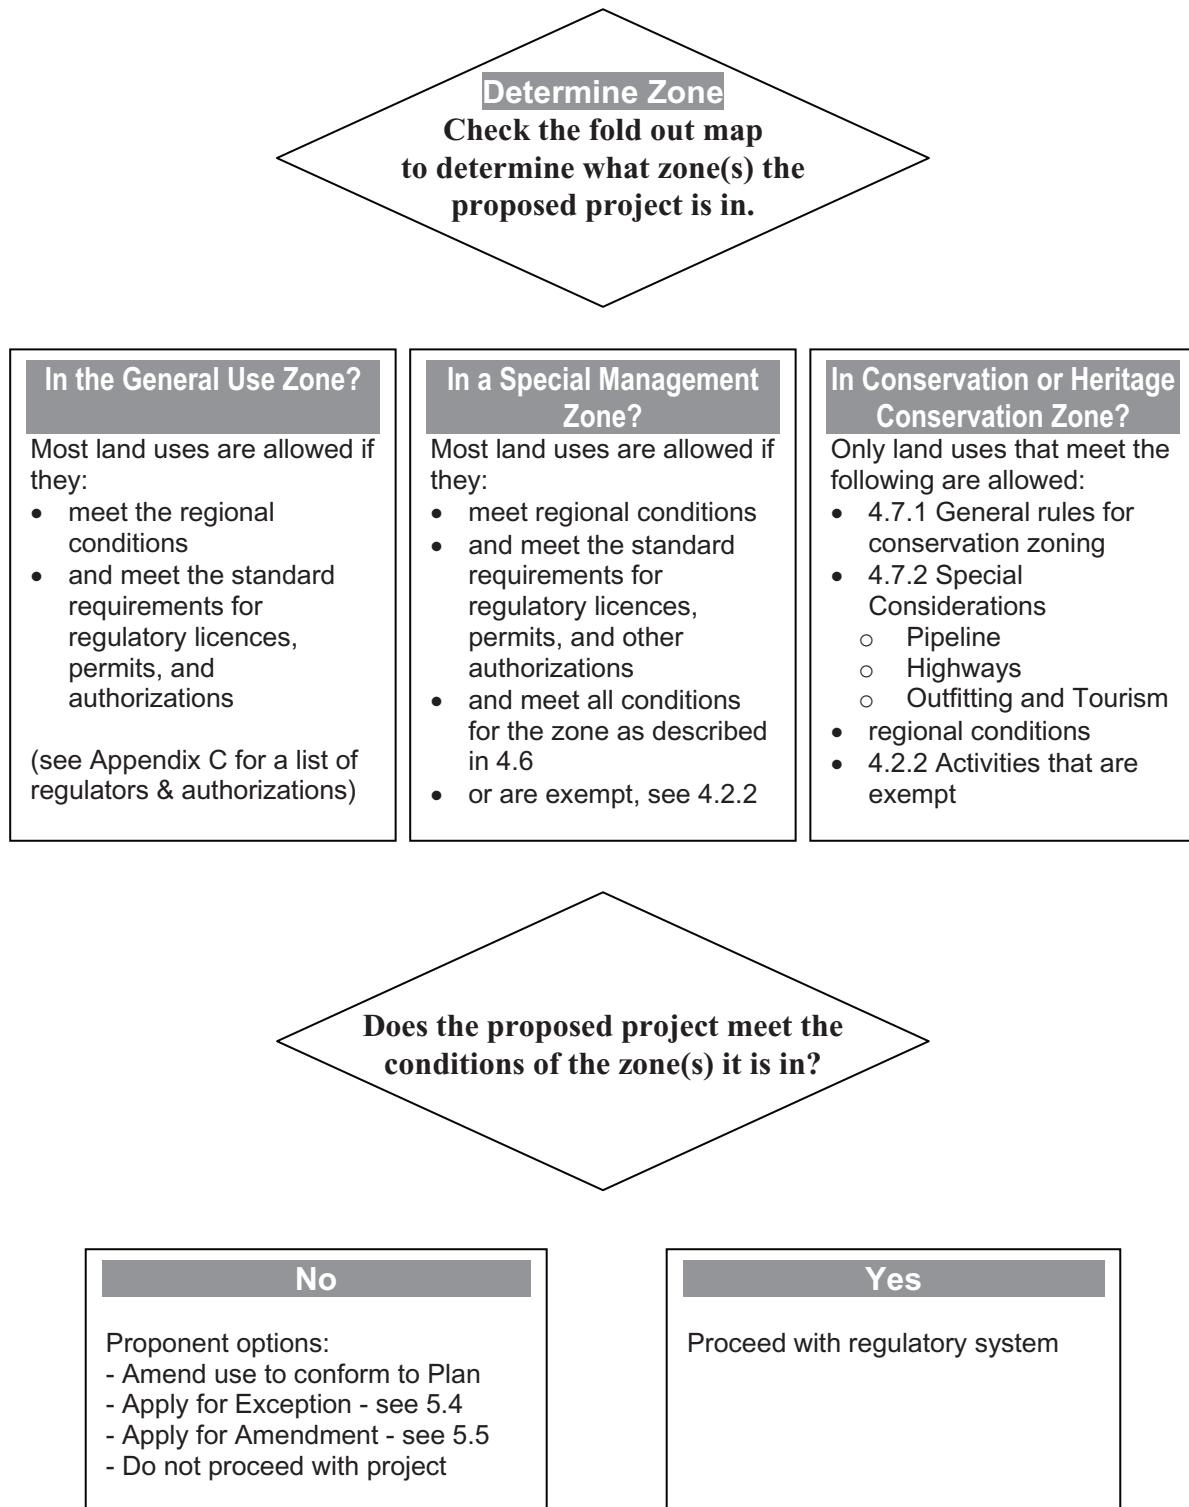 Determine Zone
Check the fold out map
to determine what zone(s) the
proposed project is in.
In the General Use Zone?
Most land uses are allowed if
they:
• meet the regional
conditions
• and meet the standard
requirements for
regulatory licences,
permits, and
authorizations
(see Appendix C for a list of
regulators & authorizations)
In a Special Management
Zone?
Most land uses are allowed if
they:
• meet regional conditions
• and meet the standard
requirements for
regulatory licences,
permits, and other
authorizations
• and meet all conditions
for the zone as described
in 4.6
• or are exempt, see 4.2.2
In Conservation or Heritage
Conservation Zone?
Only land uses that meet the
following are allowed:
• 4.7.1 General rules for
conservation zoning
• 4.7.2 Special
Considerations
o Pipeline
o Highways
o Outfitting and Tourism
• regional conditions
• 4.2.2 Activities that are
exempt
Does the proposed project meet the
conditions of the zone(s) it is in?
No
Proponent options:
- Amend use to conform to Plan
- Apply for Exception - see 5.4
- Apply for Amendment - see 5.5
- Do not proceed with project
Yes
Proceed with regulatory system